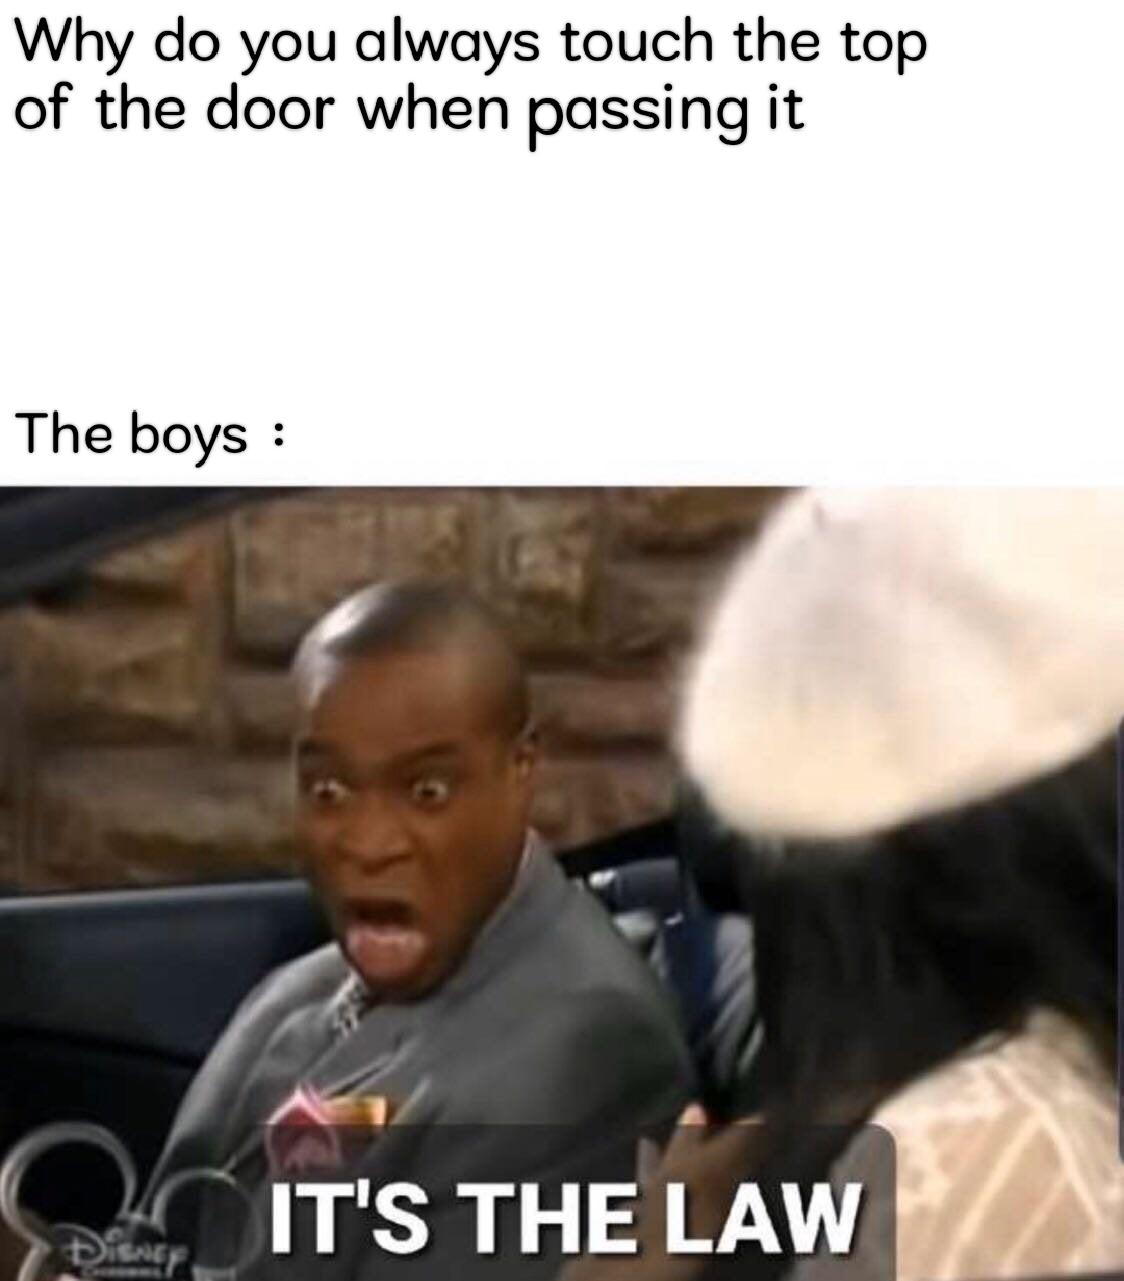 Why do you always touch the top
of the door when passing it
The boys :
IT'S THE LAW
DISNEY
CHANNEL